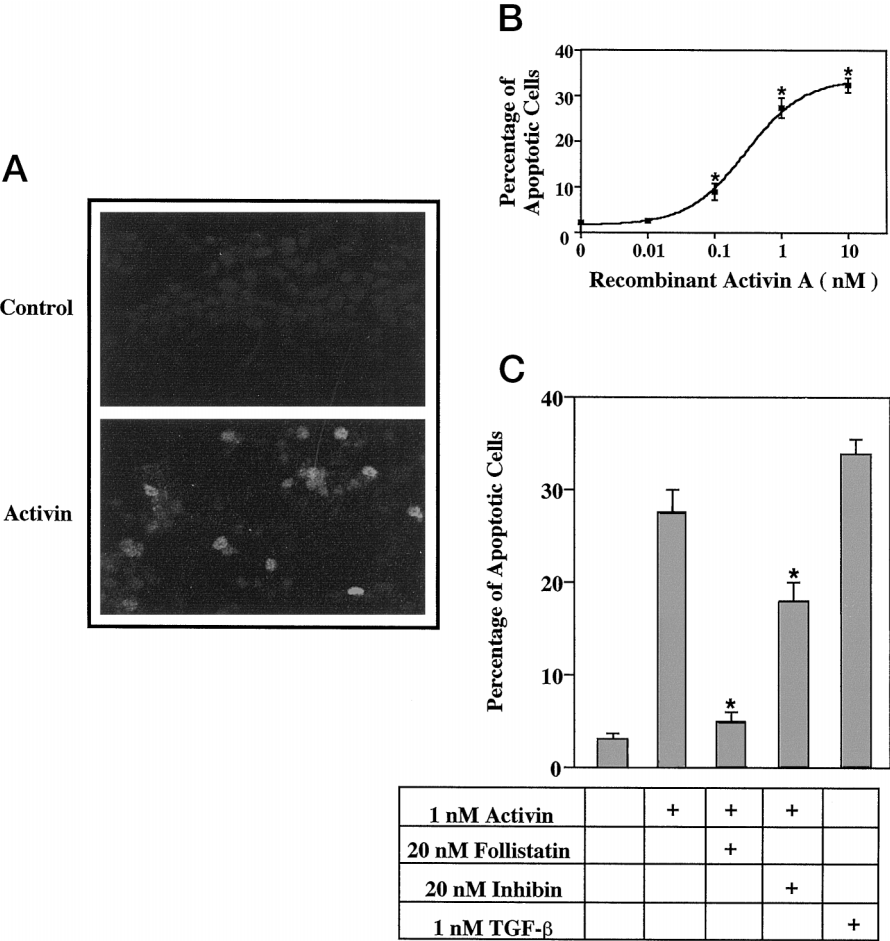 A
Control
Activin
B
Percentage of
Apoptotic Cells
40
30
20
10
0
* * *
0 0.01 0.1 1 10
Recombinant Activin A ( nM )
C
Percentage of Apoptotic Cells
40
30
20
10
0
* *
1 nM Activin + + +
20 nM Follistatin +
20 nM Inhibin +
1 nM TGF-β +